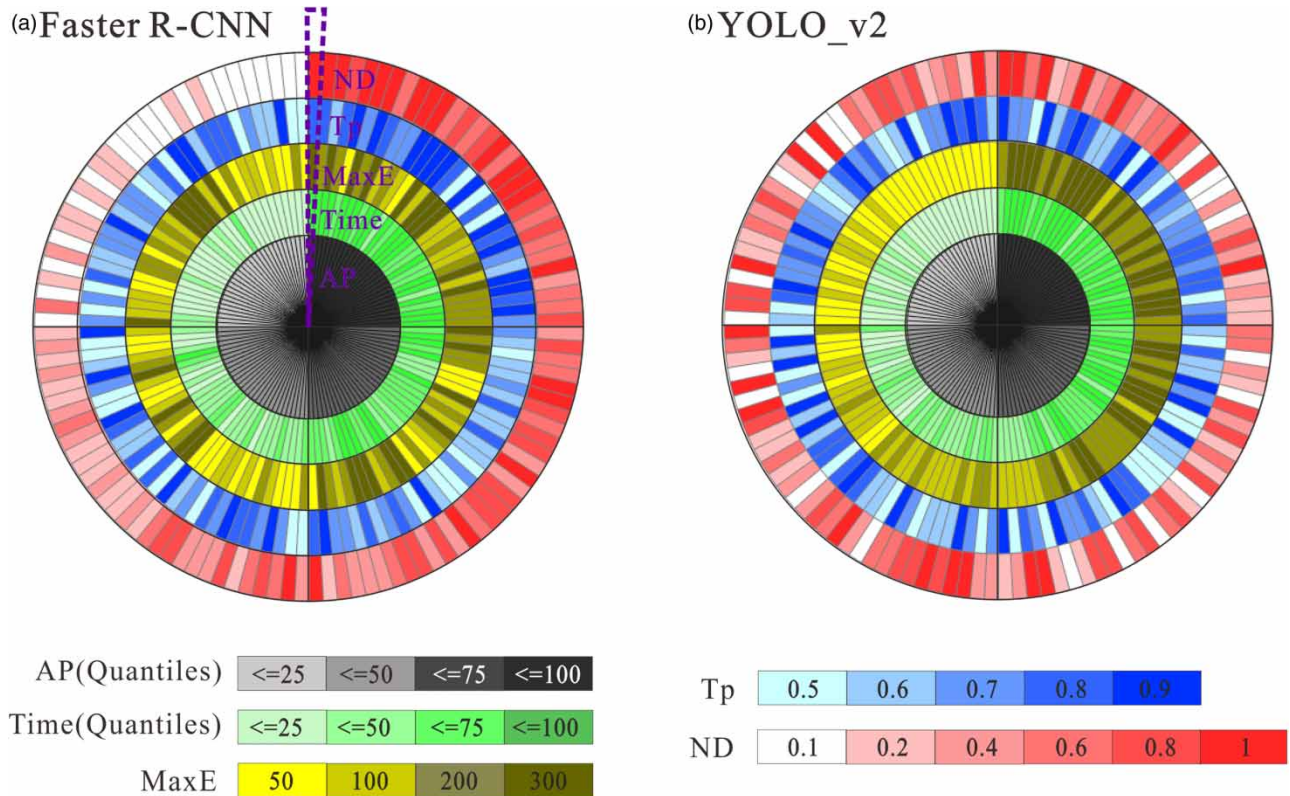 (a) Faster R-CNN
(b) YOLO_v2
ND
Tp
MaxE
Time
AP
AP(Quantiles) <=25 <=50 <=75 <=100
Time(Quantiles) <=25 <=50 <=75 <=100
MaxE 50 100 200 300
Tp 0.5 0.6 0.7 0.8 0.9
ND 0.1 0.2 0.4 0.6 0.8 1